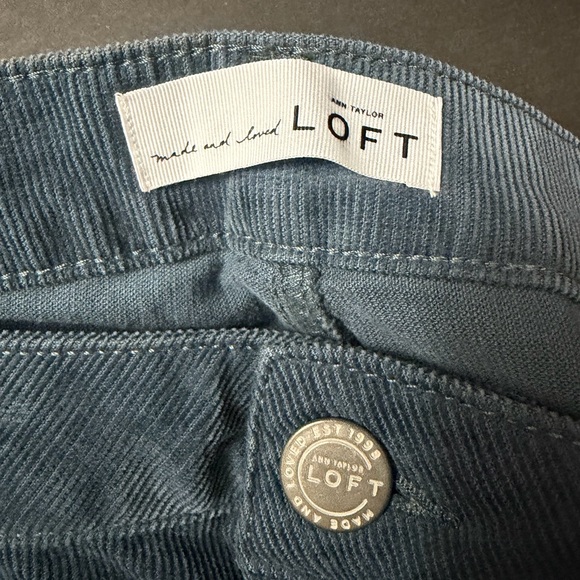 ANN TAYLOR
made and loved LOFT
MADE AND LOVED EST 1998
ANN TAYLOR
LOFT